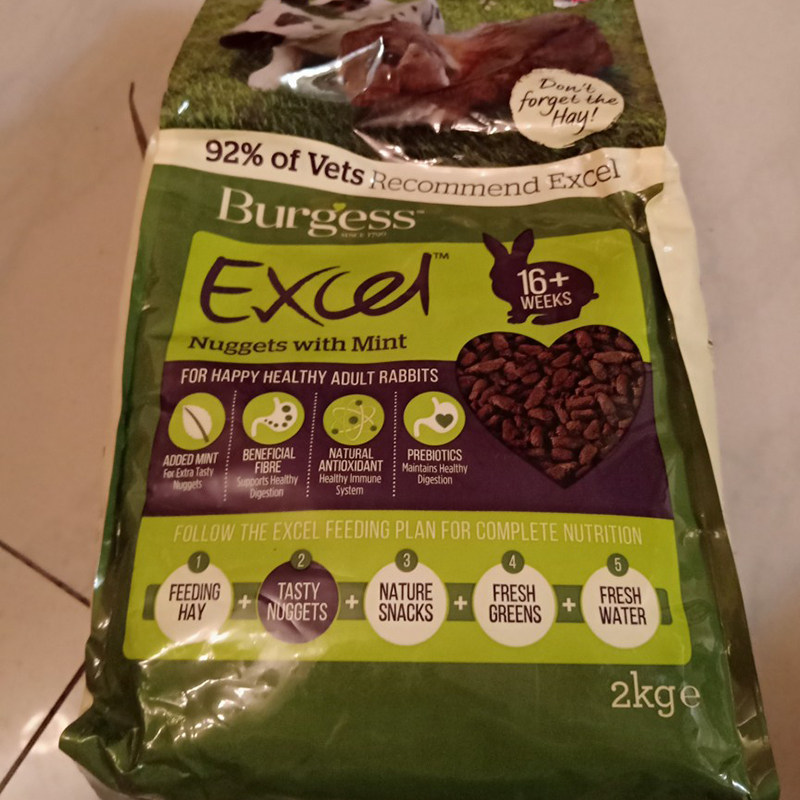 Don't
forget the
Hay!
92% of Vets Recommend Excel
Burgess
SINCE 1790
Excel™
16+
WEEKS
Nuggets with Mint
FOR HAPPY HEALTHY ADULT RABBITS
ADDED MINT
For Extra Tasty
Nuggets
BENEFICIAL
FIBRE
Supports Healthy
Digestion
NATURAL
ANTIOXIDANT
Healthy Immune
System
PREBIOTICS
Maintains Healthy
Digestion
FOLLOW THE EXCEL FEEDING PLAN FOR COMPLETE NUTRITION
1
FEEDING
HAY
+
2
TASTY
NUGGETS
+
3
NATURE
SNACKS
+
4
FRESH
GREENS
+
5
FRESH
WATER
2kg e